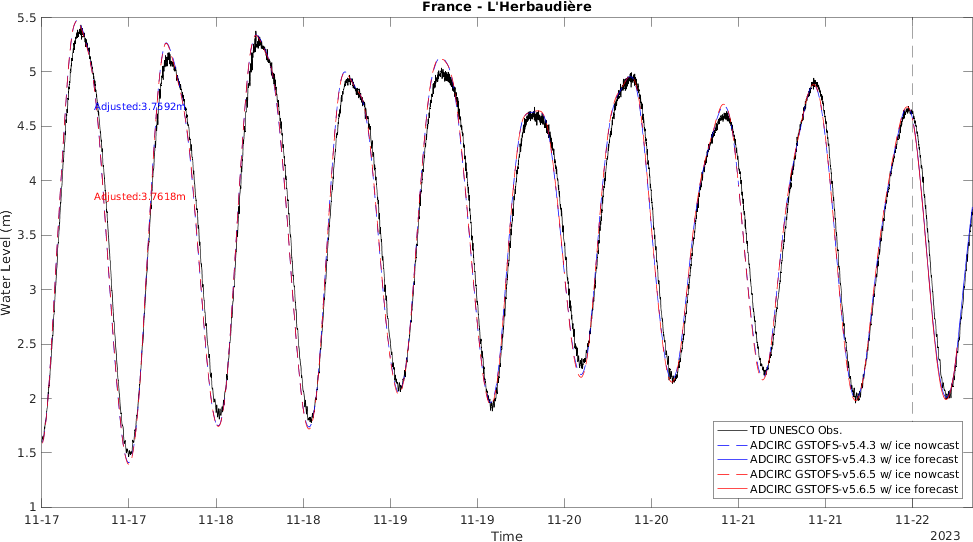 France - L'Herbaudière
5.5
5
4.5
4
3.5
3
2.5
2
1.5
1
Water Level (m)
Adjusted:3.7592m
Adjusted:3.7618m
TD UNESCO Obs.
ADCIRC GSTOFS-v5.4.3 w/ ice nowcast
ADCIRC GSTOFS-v5.4.3 w/ ice forecast
ADCIRC GSTOFS-v5.6.5 w/ ice nowcast
ADCIRC GSTOFS-v5.6.5 w/ ice forecast
11-17 11-17 11-18 11-18 11-19 11-19 11-20 11-20 11-21 11-21 11-22
Time
2023